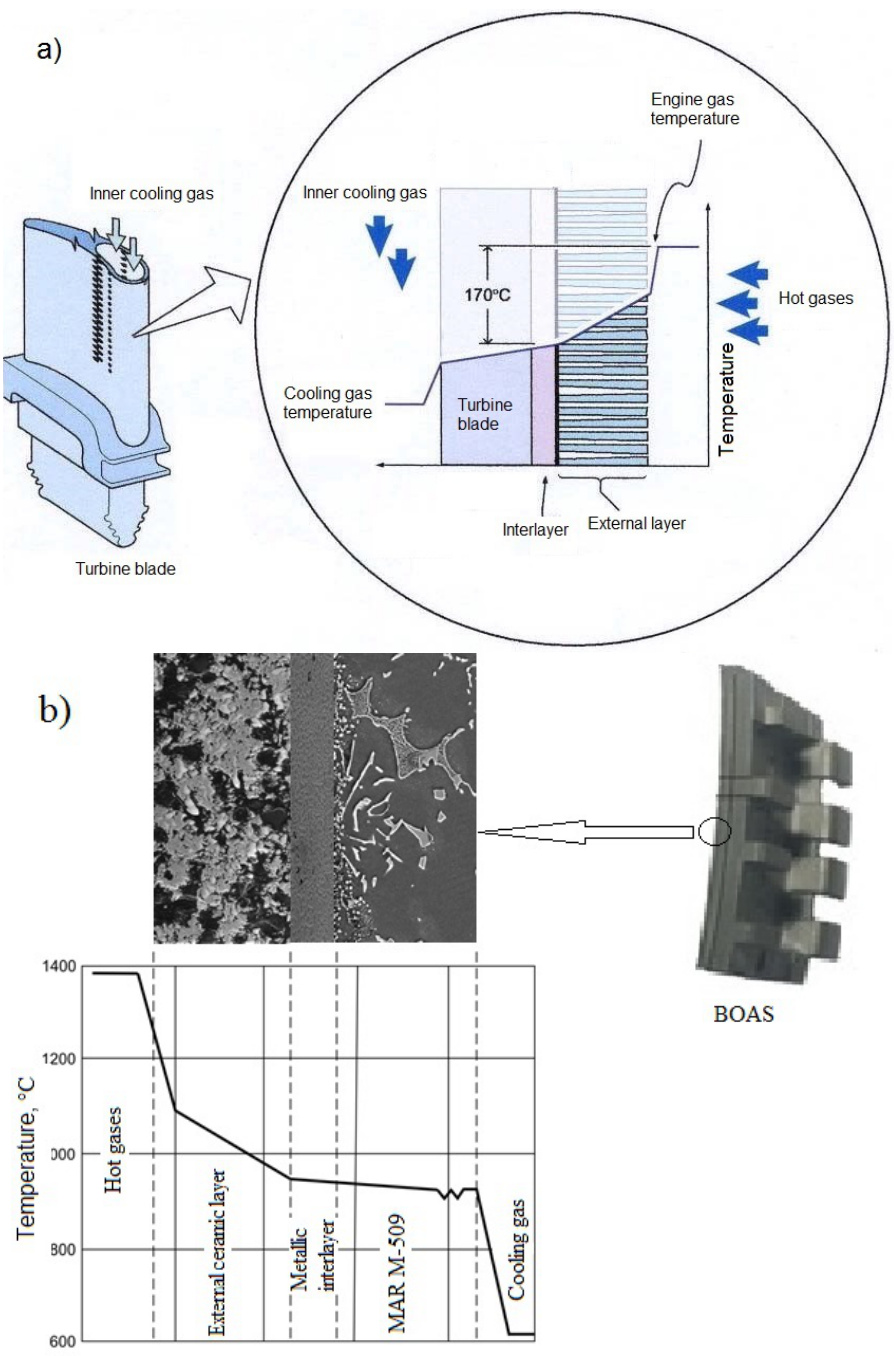 a)
Engine gas
temperature
Inner cooling gas
Inner cooling gas
170°C
Hot gases
Cooling gas
temperature
Turbine
blade
Temperature
Interlayer
External layer
Turbine blade
b)
BOAS
1400
1200
000
800
600
Temperature, °C
Hot gases
External ceramic layer
Metallic
interlayer
MAR M-509
Cooling gas